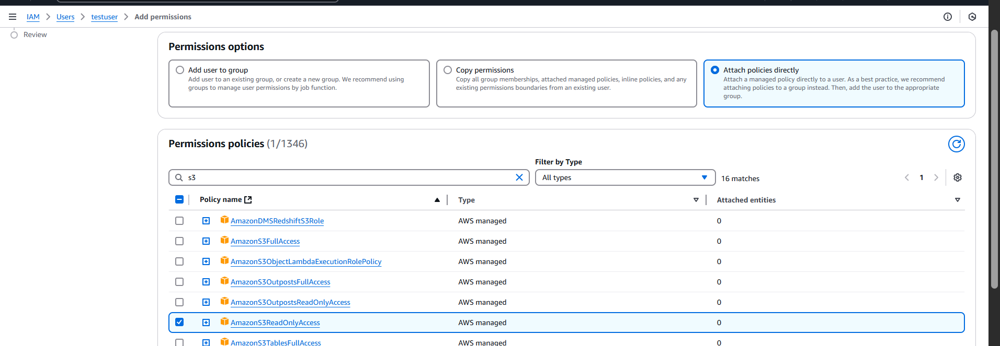 IAM > Users > testuser > Add permissions
Review
Permissions options
Add user to group
Add user to an existing group, or create a new group. We recommend using
groups to manage user permissions by job function.
Copy permissions
Copy all group memberships, attached managed policies, inline policies, and any
existing permissions boundaries from an existing user.
Attach policies directly
Attach a managed policy directly to a user. As a best practice, we recommend
attaching policies to a group instead. Then, add the user to the appropriate
group.
Permissions policies (1/1346)
Filter by Type
s3
All types
16 matches
1
Policy name Type Attached entities
AmazonDMSRedshiftS3Role AWS managed 0
AmazonS3FullAccess AWS managed 0
AmazonS3ObjectLambdaExecutionRolePolicy AWS managed 0
AmazonS3OutpostsFullAccess AWS managed 0
AmazonS3OutpostsReadOnlyAccess AWS managed 0
AmazonS3ReadOnlyAccess AWS managed 0
AmazonS3TablesFullAccess AWS managed 0